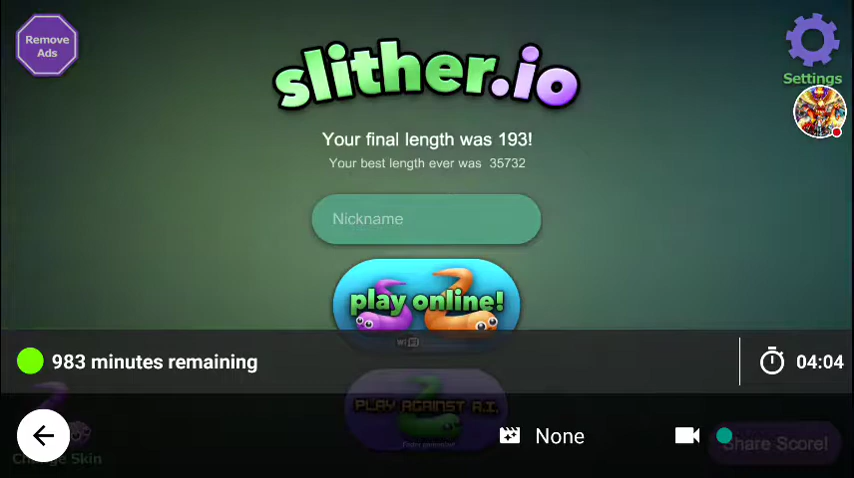 Remove
Ads
slither.io
Settings
Your final length was 193!
Your best length ever was 35732
Nickname
play online!
WiFi
983 minutes remaining
04:04
PLAY AGAINST A.I.
None
Share Score!
Change Skin